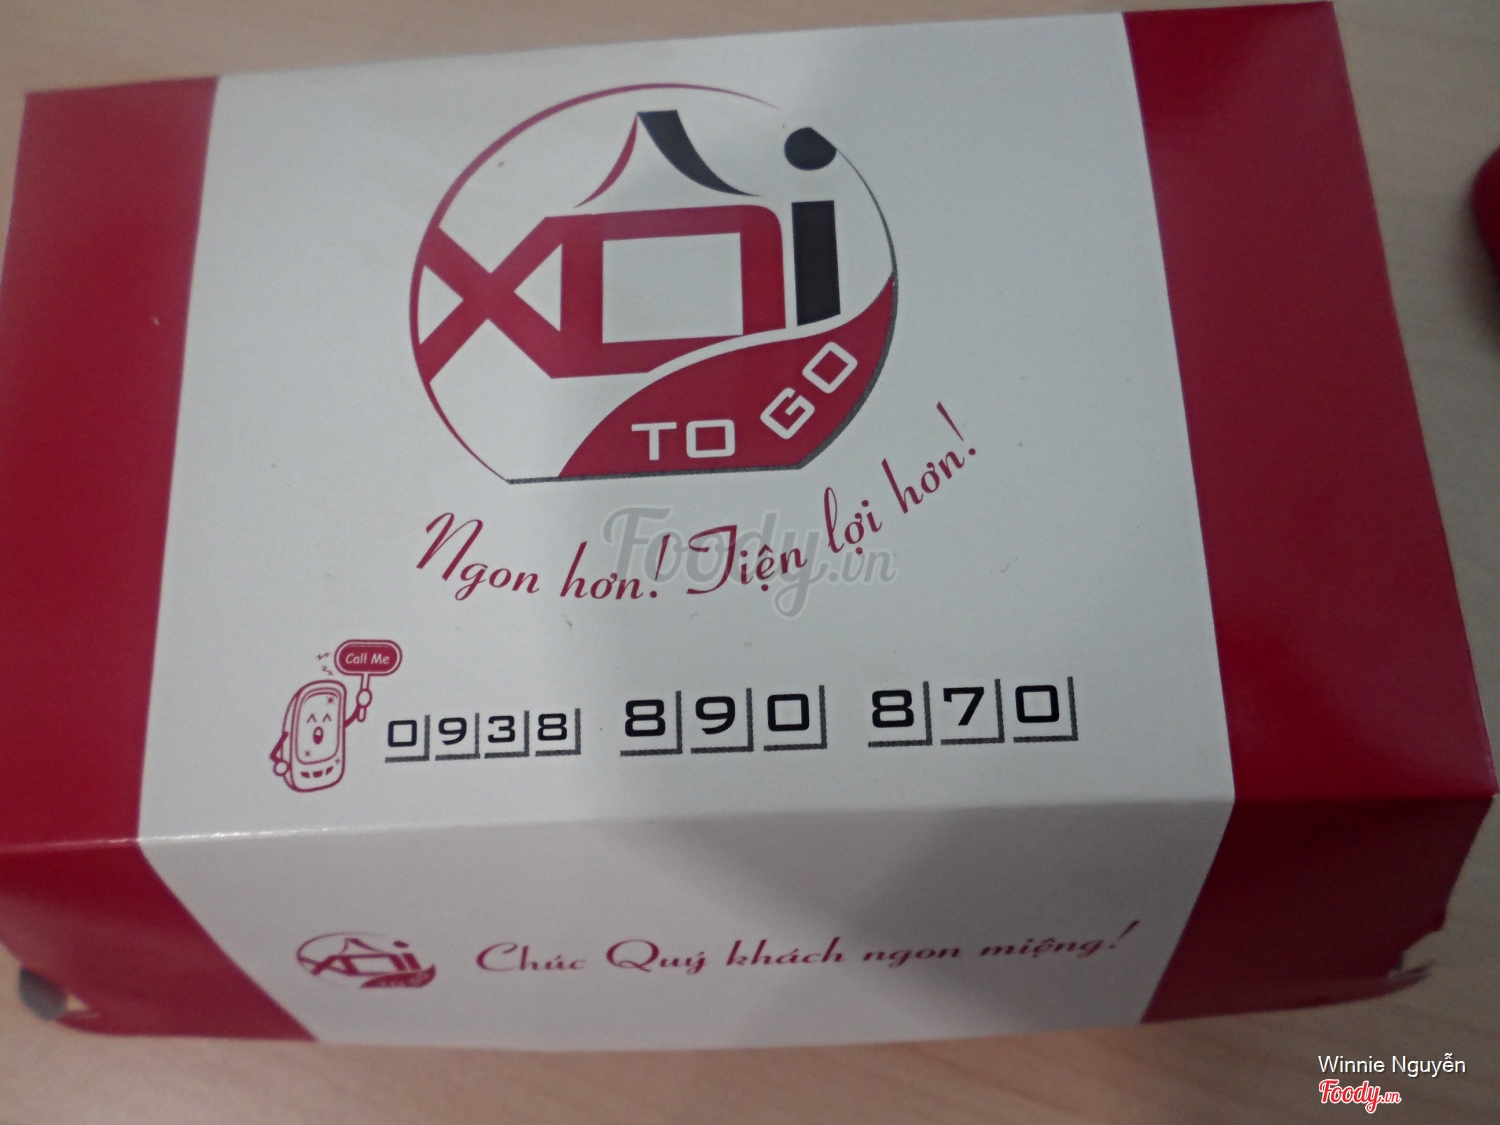 XÔi
TO GO
Ngon hơn! Tiện lợi hơn!
Foody.vn
Call Me
0938 890 870
XÔi
Chúc Quý khách ngon miệng!
Winnie Nguyễn
Foody.vn